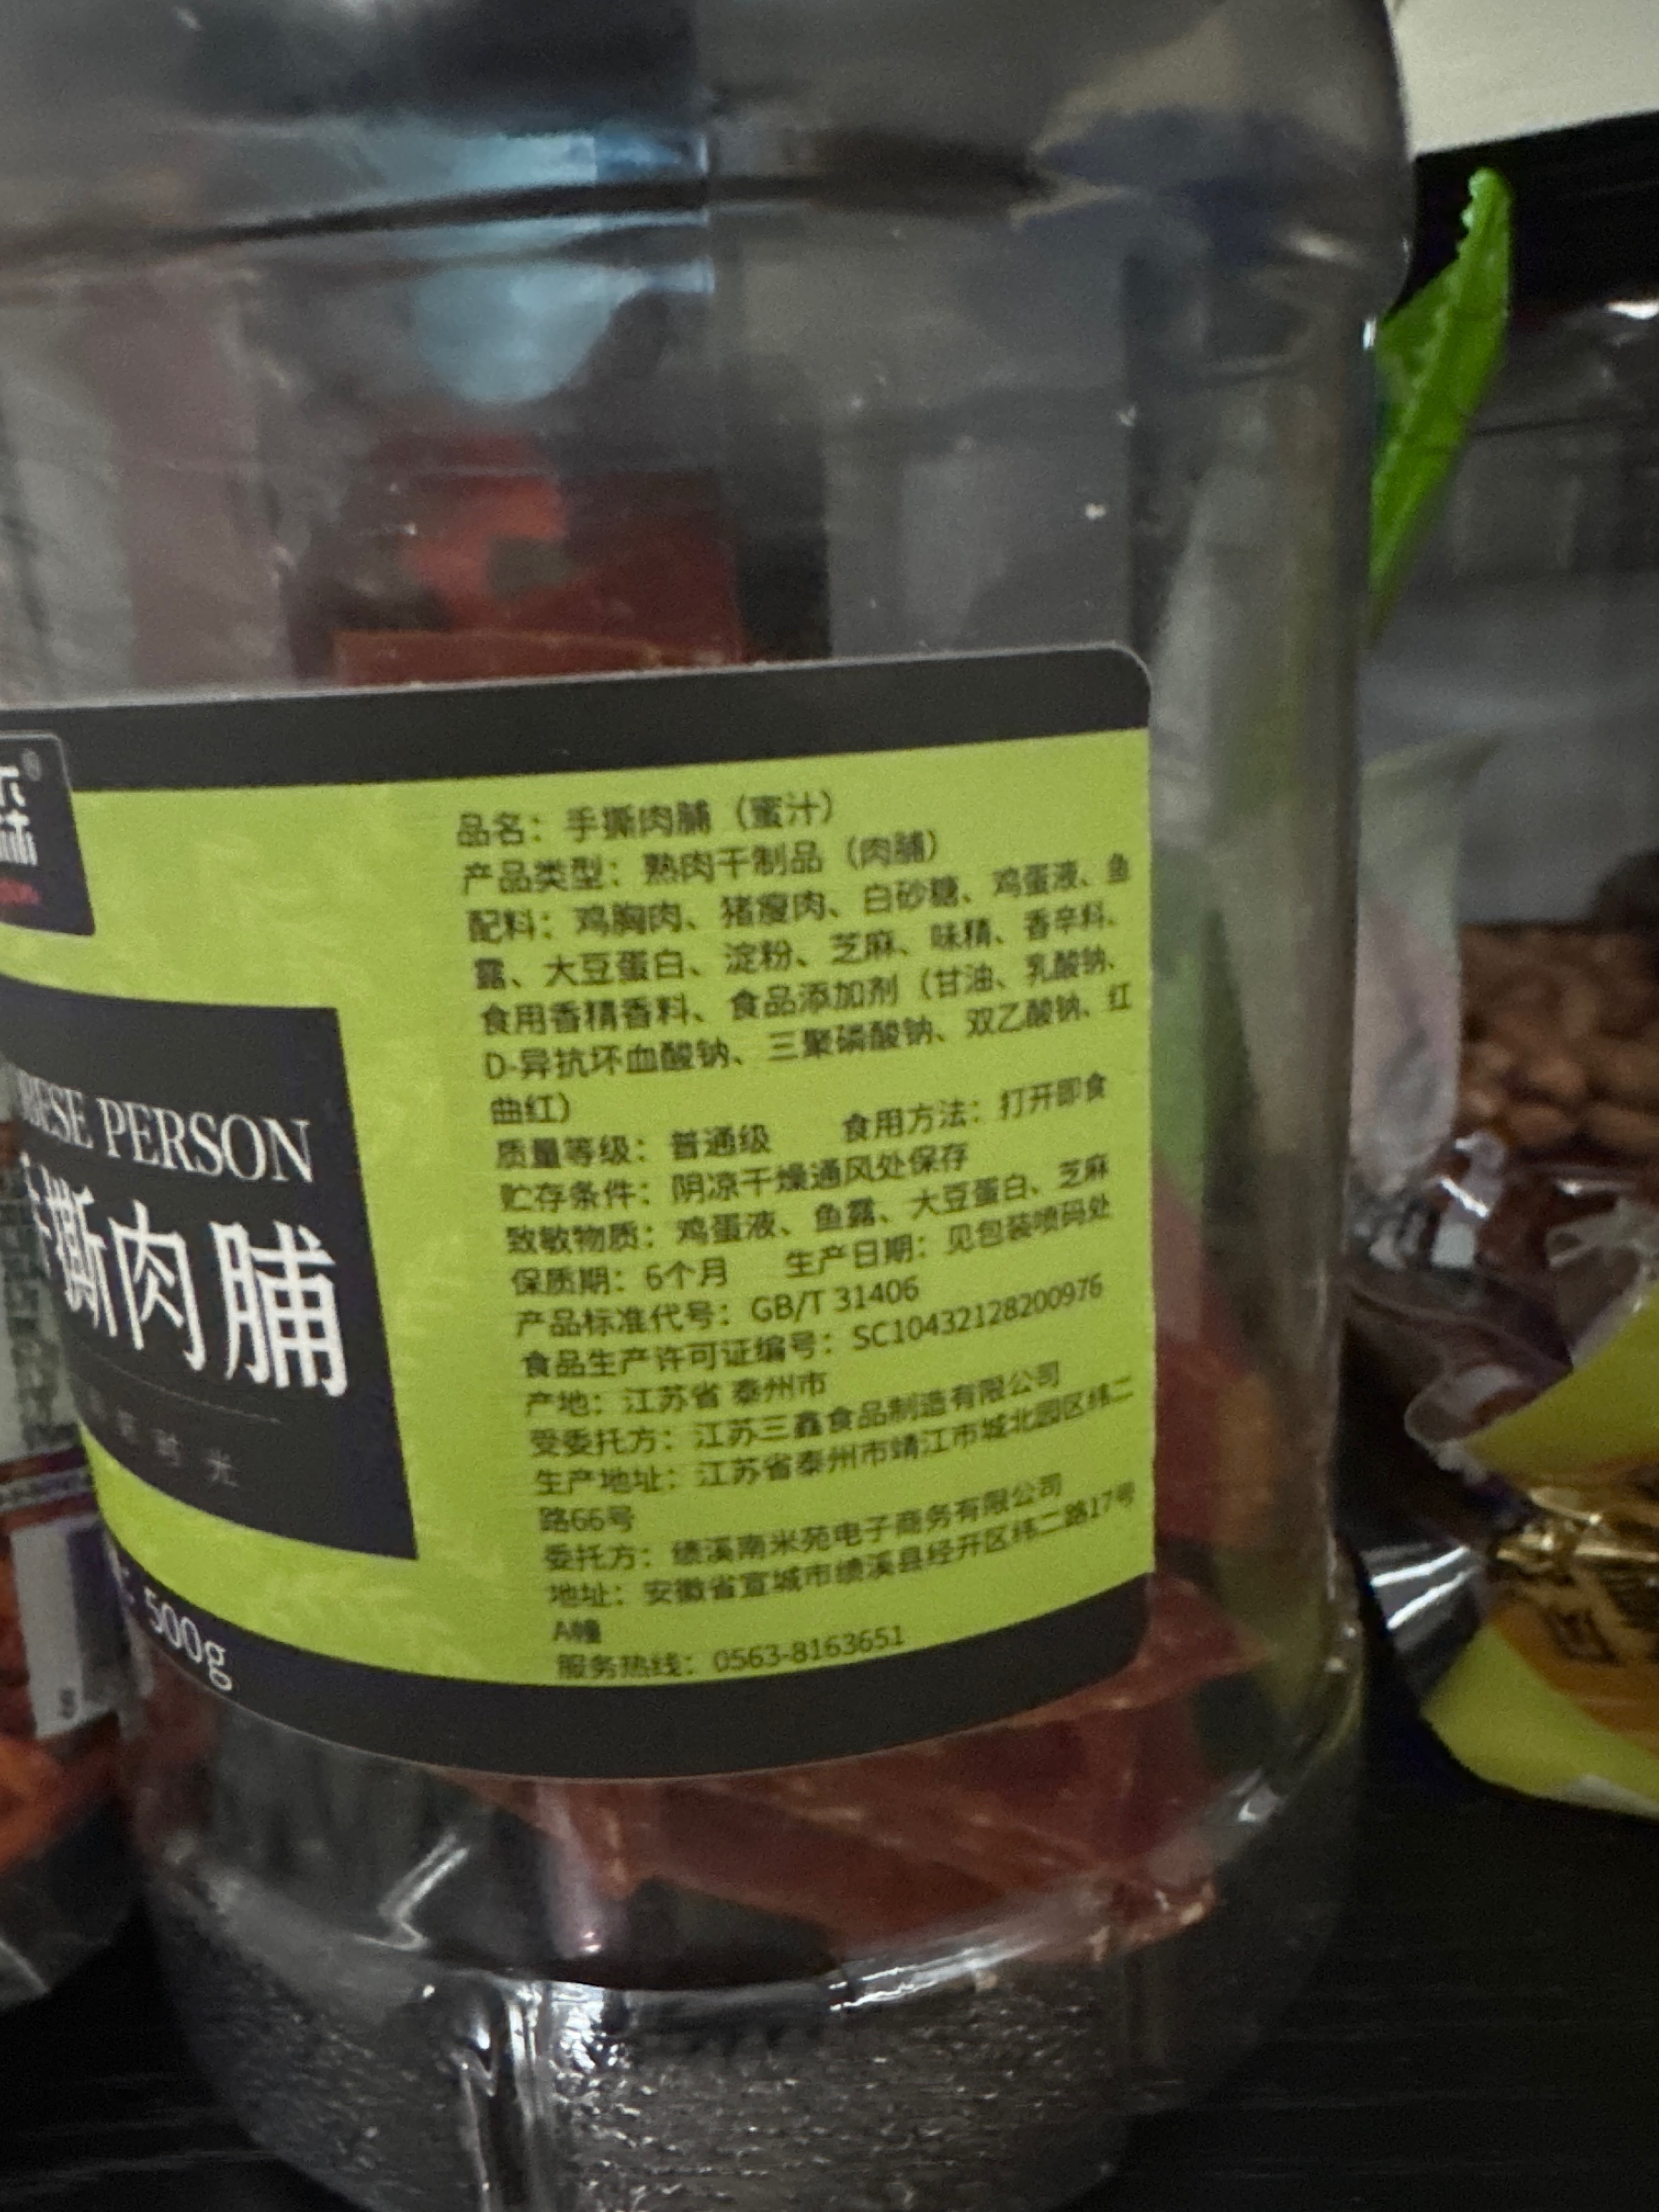 森®
ESE PERSON
撕肉脯
时光
500g
品名：手撕肉脯（蜜汁）
产品类型：熟肉干制品（肉脯）
配料：鸡胸肉、猪瘦肉、白砂糖、鸡蛋液、鱼
露、大豆蛋白、淀粉、芝麻、味精、香辛料、
食用香精香料、食品添加剂（甘油、乳酸钠、
D-异抗坏血酸钠、三聚磷酸钠、双乙酸钠、红
曲红）
质量等级：普通级 食用方法：打开即食
贮存条件：阴凉干燥通风处保存
致敏物质：鸡蛋液、鱼露、大豆蛋白、芝麻
保质期：6个月 生产日期：见包装喷码处
产品标准代号：GB/T 31406
食品生产许可证编号：SC10432128200976
产地：江苏省 泰州市
受委托方：江苏三鑫食品制造有限公司
生产地址：江苏省泰州市靖江市城北园区纬二
路66号
委托方：绩溪南米苑电子商务有限公司
地址：安徽省宣城市绩溪县经开区纬二路17号
A幢
服务热线：0563-8163651